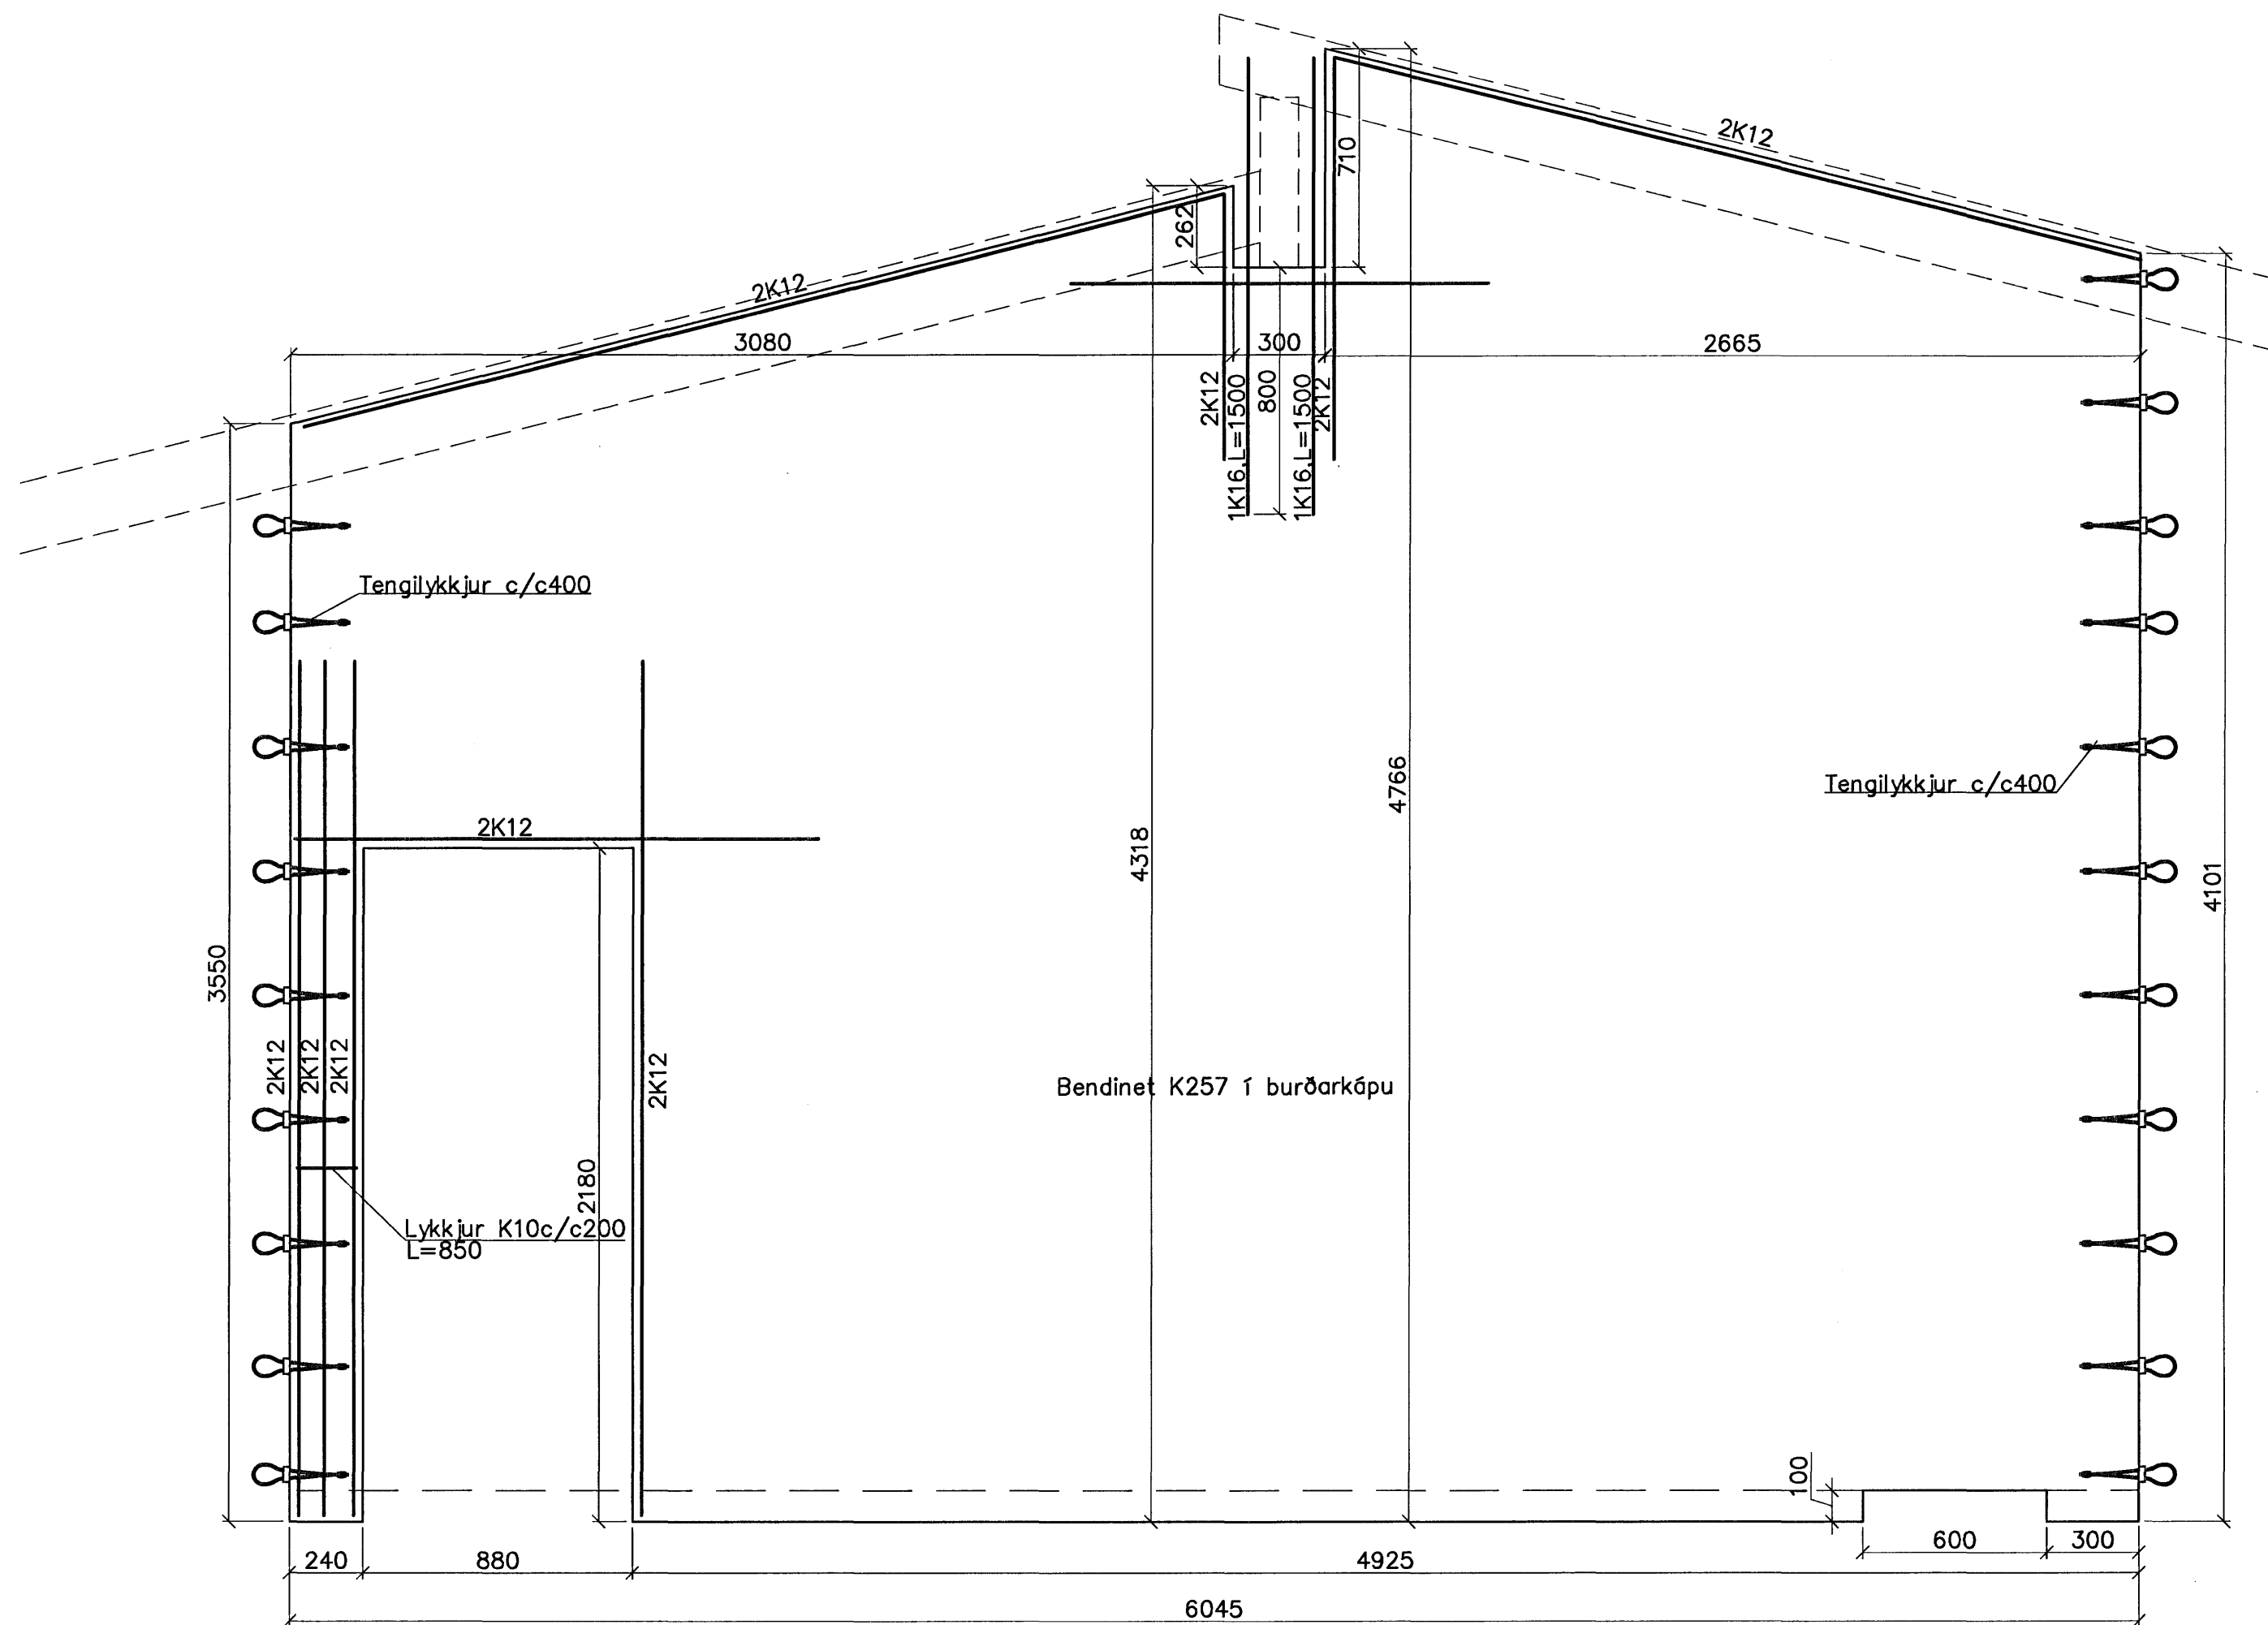 2K12
710
262
2K12
3080
300
2665
2K12
1K16,L=1500
800
1K16,L=1500
2K12
Tengilykkjur c/c400
4766
Tengilykkjur c/c400
2K12
4318
4101
3550
2K12
2K12
2K12
2K12
Bendinet K257 í burðarkápu
2180
Lykkjur K10c/c200
L=850
100
600
300
240
880
4925
6045